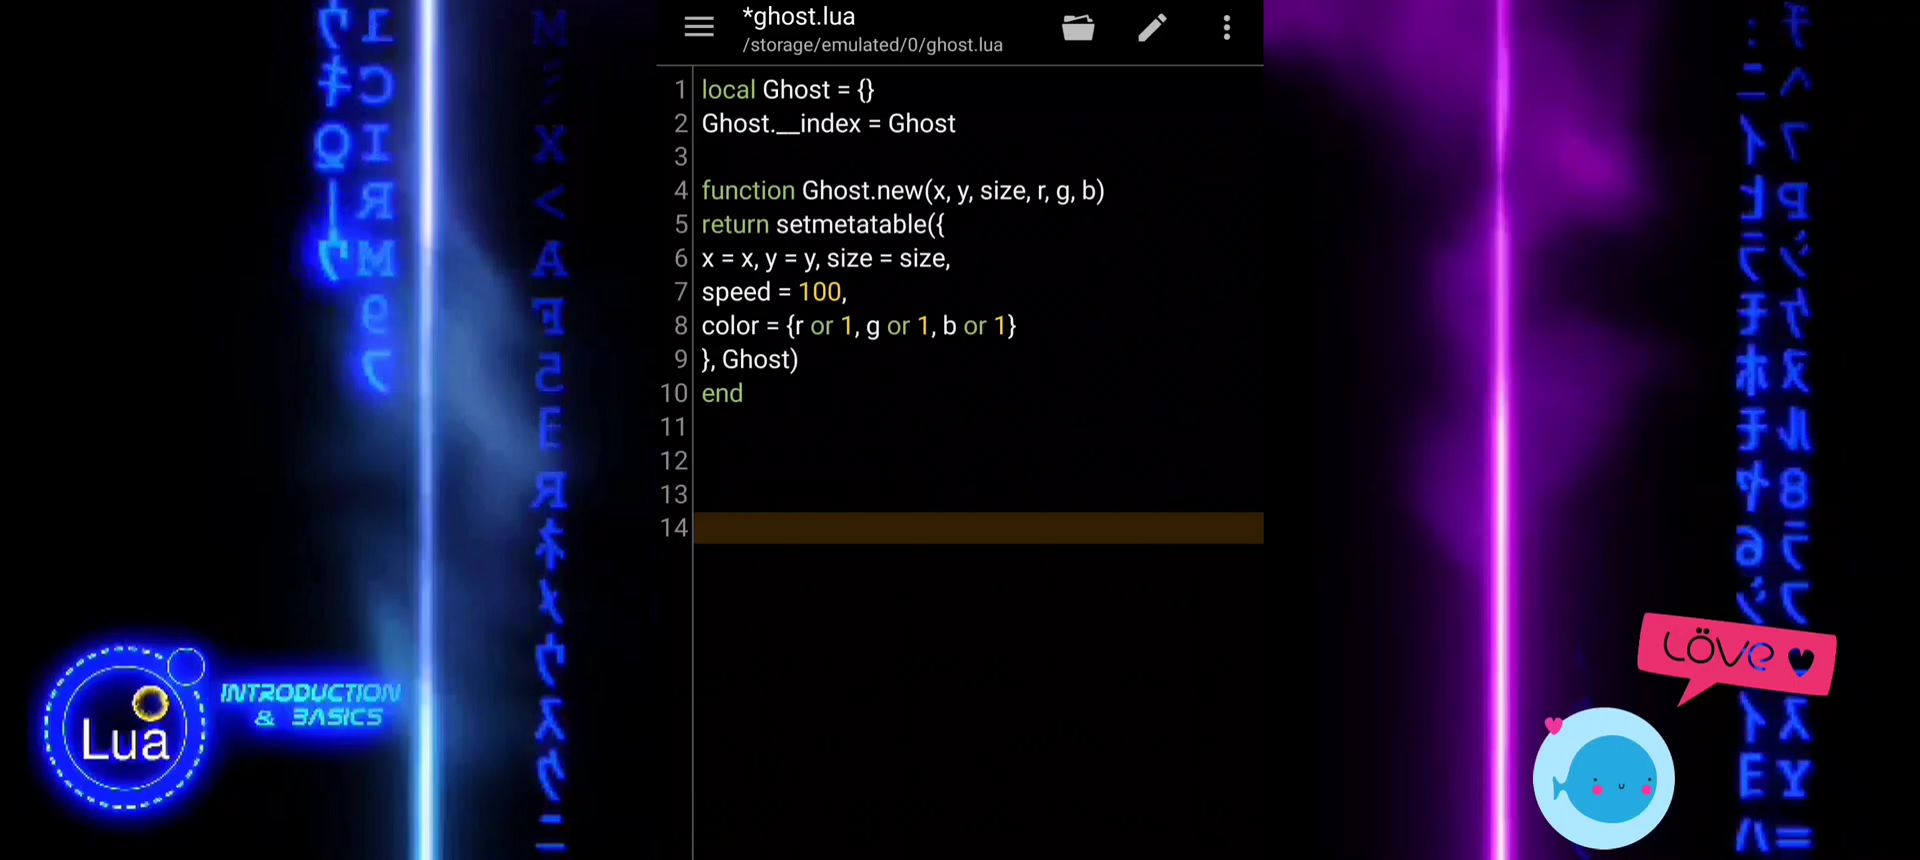 *ghost.lua
/storage/emulated/0/ghost.lua
1 local Ghost = {}
2 Ghost.__index = Ghost
3
4 function Ghost.new(x, y, size, r, g, b)
5 return setmetatable({
6 x = x, y = y, size = size,
7 speed = 100,
8 color = {r or 1, g or 1, b or 1}
9 }, Ghost)
10 end
11
12
13
14
Lua
INTRODUCTION
& BASICS
LÖVE